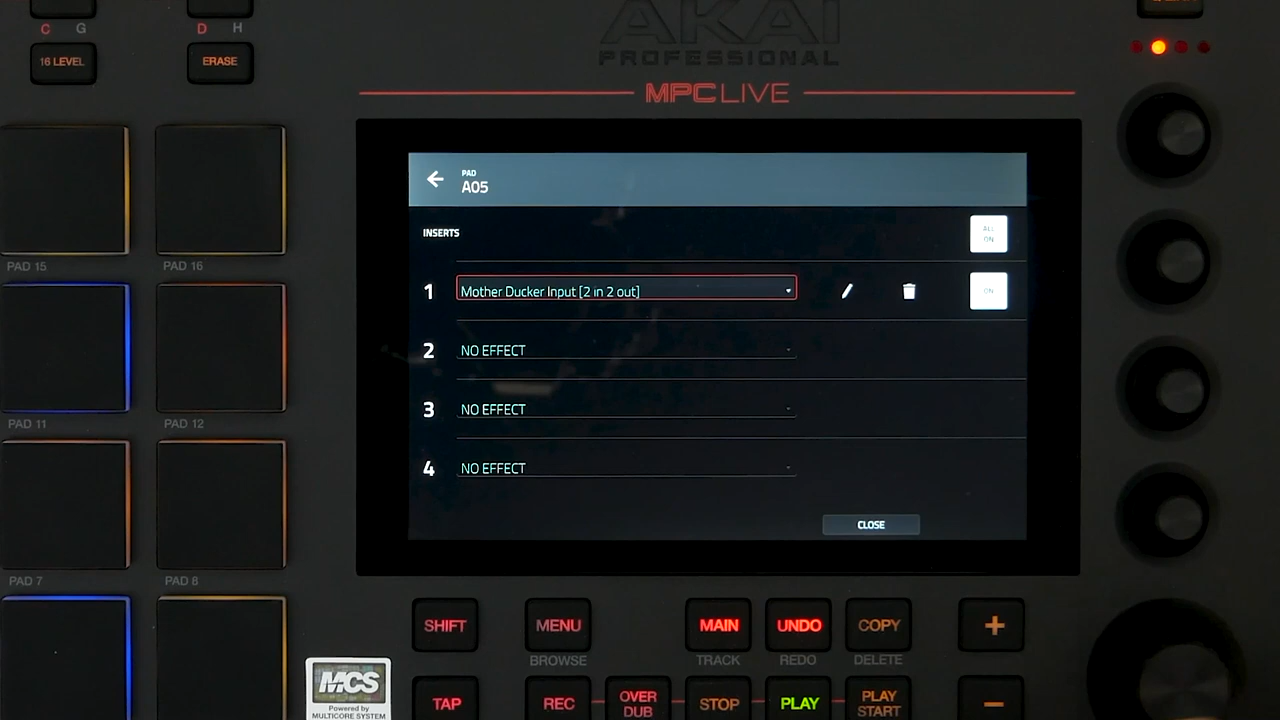 C G D H
16 LEVEL
ERASE
AKAI
PROFESSIONAL
MPCLIVE
PAD
A05
INSERTS
ALL
ON
1 Mother Ducker Input [2 in 2 out]
ON
2 NO EFFECT
3 NO EFFECT
4 NO EFFECT
CLOSE
PAD 15 PAD 16
PAD 11 PAD 12
PAD 7 PAD 8
SHIFT MENU MAIN UNDO COPY +
BROWSE TRACK REDO DELETE
MCS
Powered by
MULTICORE SYSTEM
TAP REC OVER
DUB STOP PLAY PLAY
START −